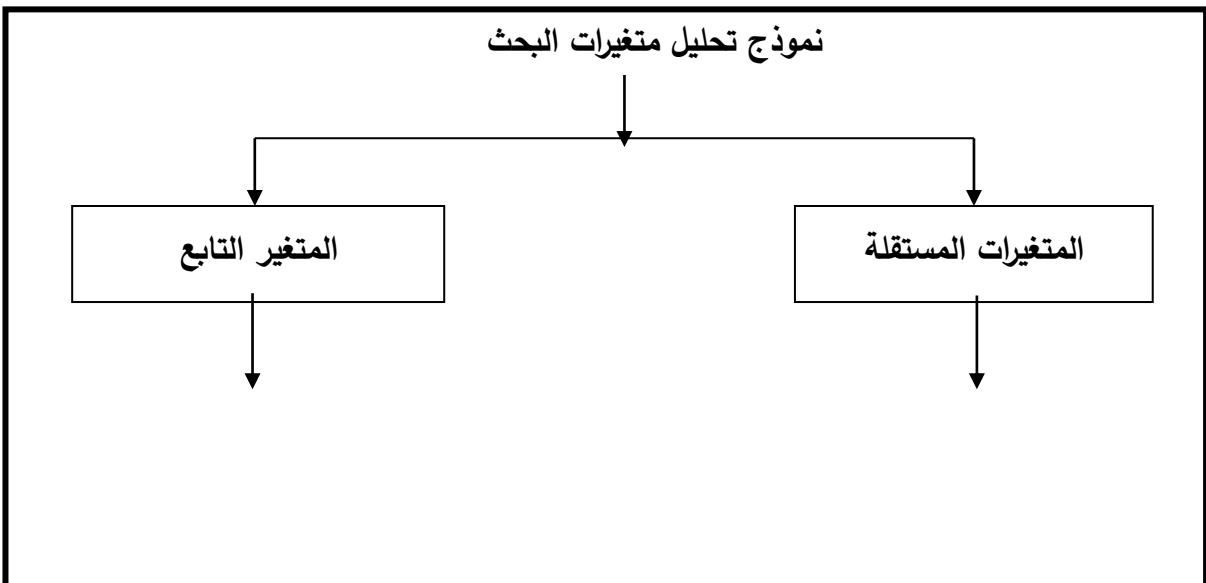 نموذج تحليل متغيرات البحث
المتغيرات المستقلة
المتغير التابع